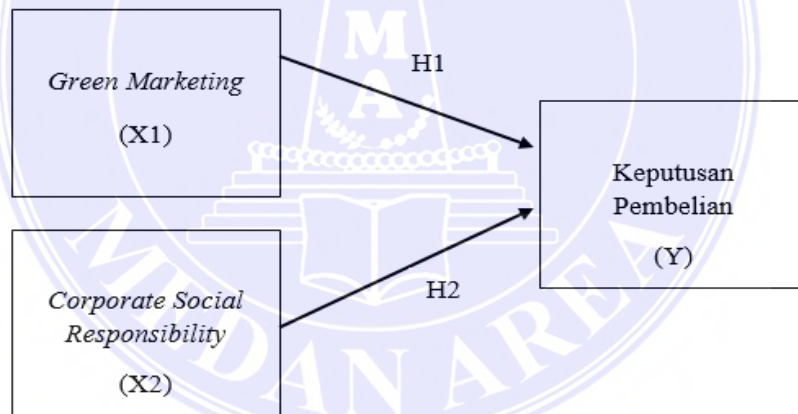 Green Marketing
(X1)
H1
Keputusan
Pembelian
(Y)
Corporate Social
Responsibility
(X2)
H2
M
A
MEDAN AREA